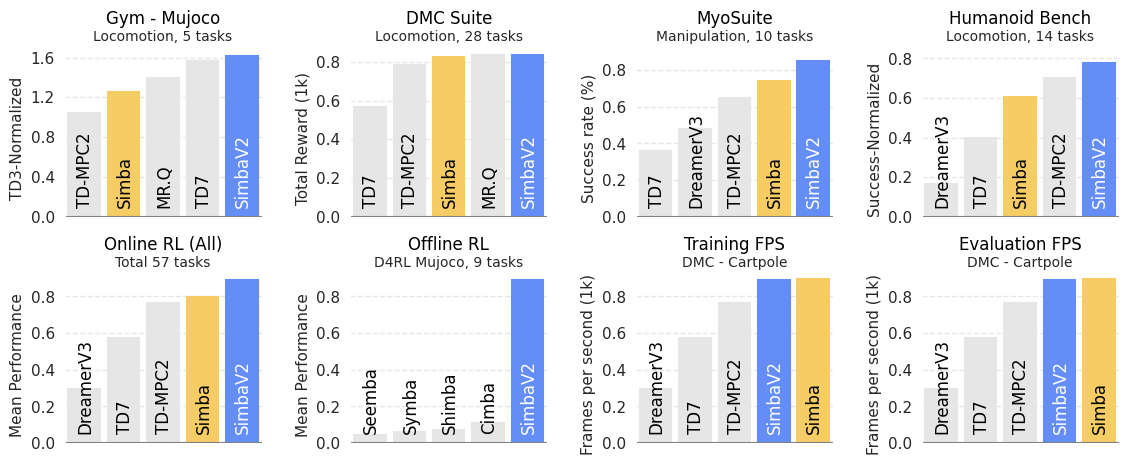 Gym - Mujoco
Locomotion, 5 tasks
TD3-Normalized
1.6
1.2
0.8
0.4
0.0
TD-MPC2
Simba
MR.Q
TD7
SimbaV2
DMC Suite
Locomotion, 28 tasks
Total Reward (1k)
0.8
0.6
0.4
0.2
0.0
TD7
TD-MPC2
Simba
MR.Q
SimbaV2
MyoSuite
Manipulation, 10 tasks
Success rate (%)
0.8
0.6
0.4
0.2
0.0
TD7
DreamerV3
TD-MPC2
Simba
SimbaV2
Humanoid Bench
Locomotion, 14 tasks
Success-Normalized
0.8
0.6
0.4
0.2
0.0
DreamerV3
TD7
Simba
TD-MPC2
SimbaV2
Online RL (All)
Total 57 tasks
Mean Performance
0.8
0.6
0.4
0.2
0.0
DreamerV3
TD7
TD-MPC2
Simba
SimbaV2
Offline RL
D4RL Mujoco, 9 tasks
Mean Performance
0.8
0.6
0.4
0.2
0.0
Seemba
Symba
Shimba
Cimba
SimbaV2
Training FPS
DMC - Cartpole
Frames per second (1k)
0.8
0.6
0.4
0.2
0.0
DreamerV3
TD7
TD-MPC2
SimbaV2
Simba
Evaluation FPS
DMC - Cartpole
Frames per second (1k)
0.8
0.6
0.4
0.2
0.0
DreamerV3
TD7
TD-MPC2
SimbaV2
Simba